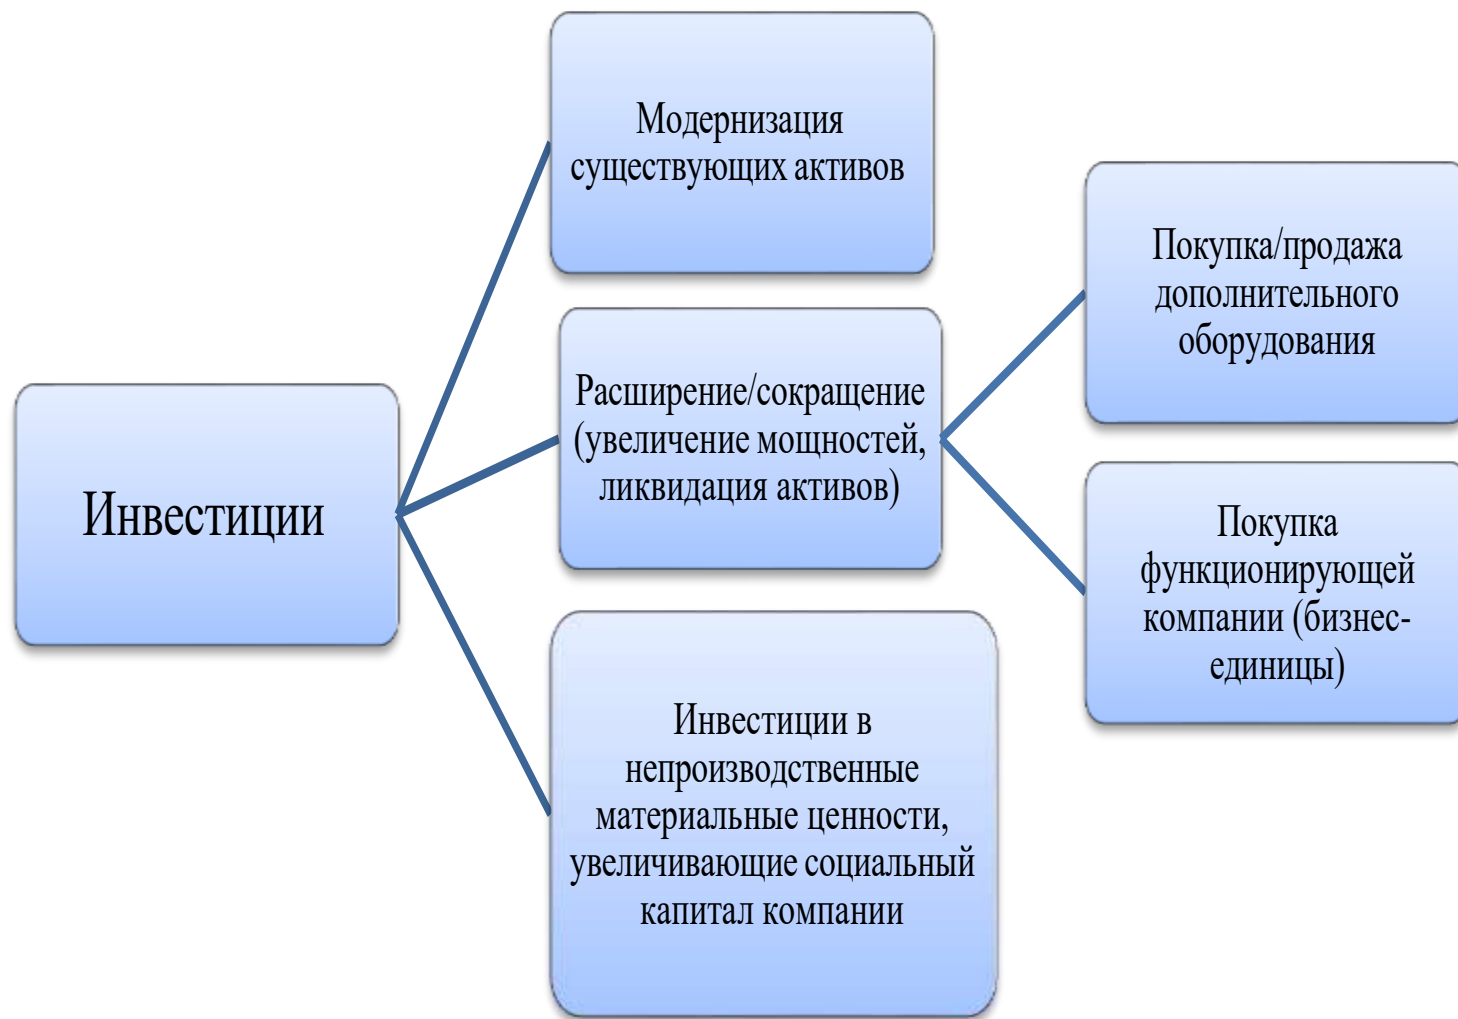 Инвестиции
Модернизация
существующих активов
Расширение/сокращение
(увеличение мощностей,
ликвидация активов)
Инвестиции в
непроизводственные
материальные ценности,
увеличивающие социальный
капитал компании
Покупка/продажа
дополнительного
оборудования
Покупка
функционирующей
компании (бизнес-
единицы)